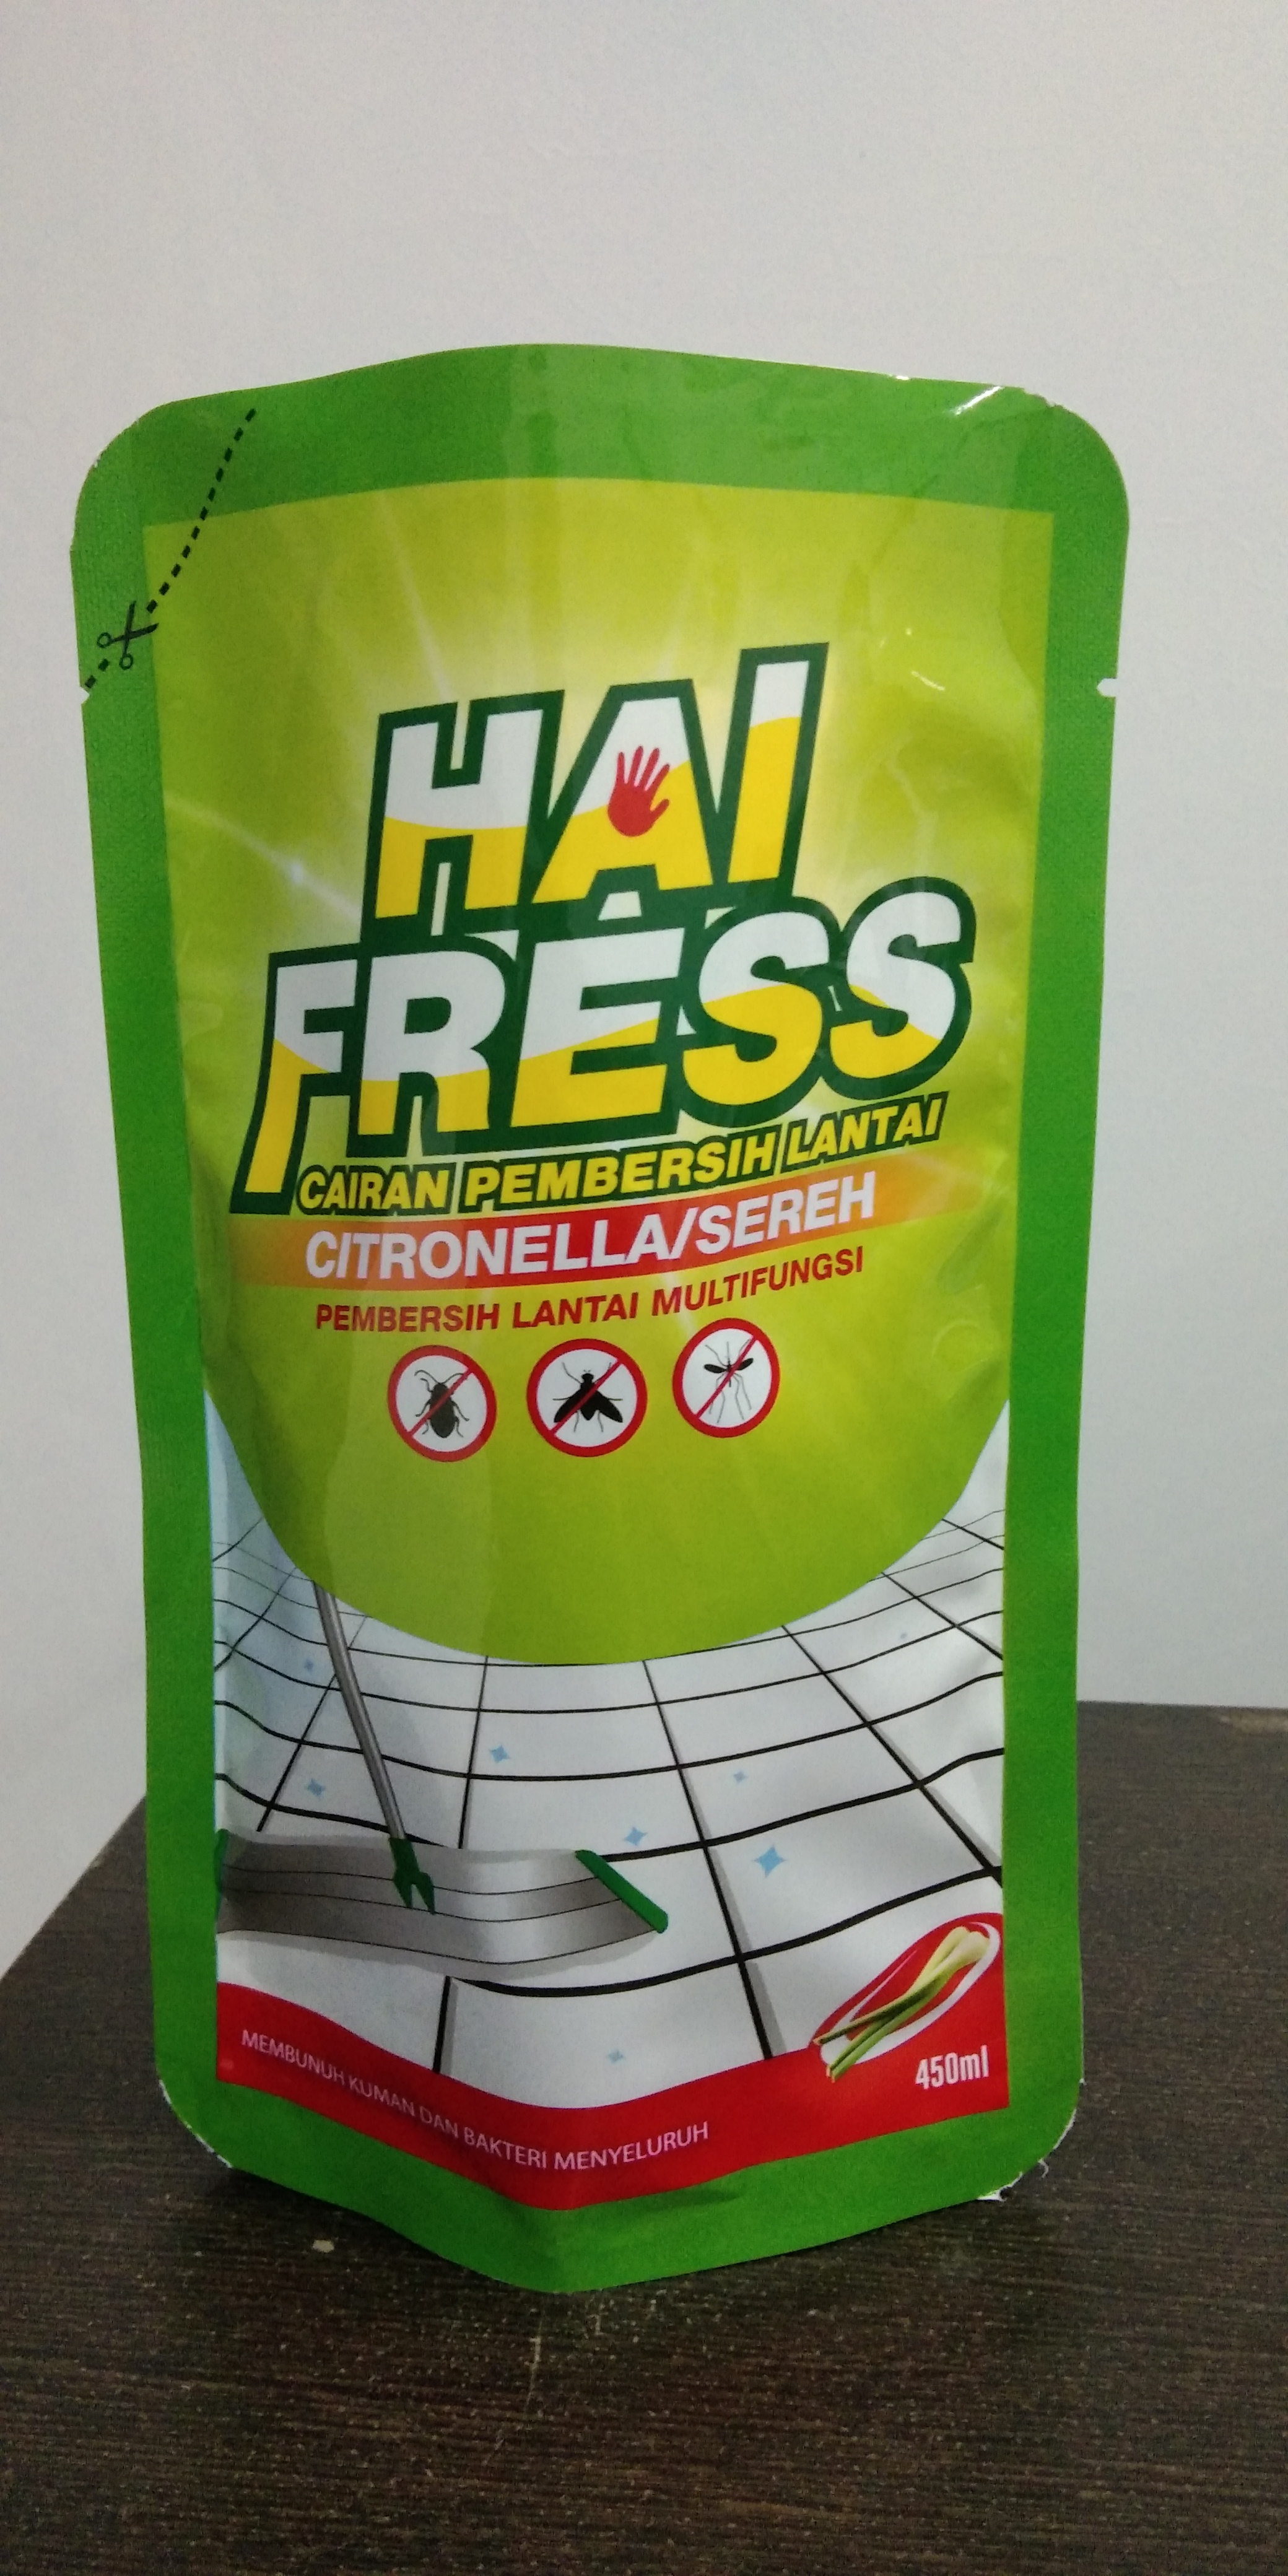 HAI
FRESS
CAIRAN PEMBERSIH LANTAI
CITRONELLA/SEREH
PEMBERSIH LANTAI MULTIFUNGSI
450ml
MEMBUNUH KUMAN DAN BAKTERI MENYELURUH